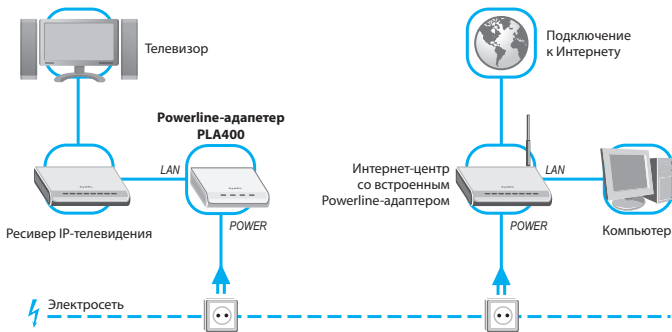 Телевизор
Подключение
к Интернету
Powerline-адапетер
PLA400
LAN
Интернет-центр
со встроенным
Powerline-адаптером
LAN
Ресивер IP-телевидения
POWER
POWER
Компьютер
Электросеть